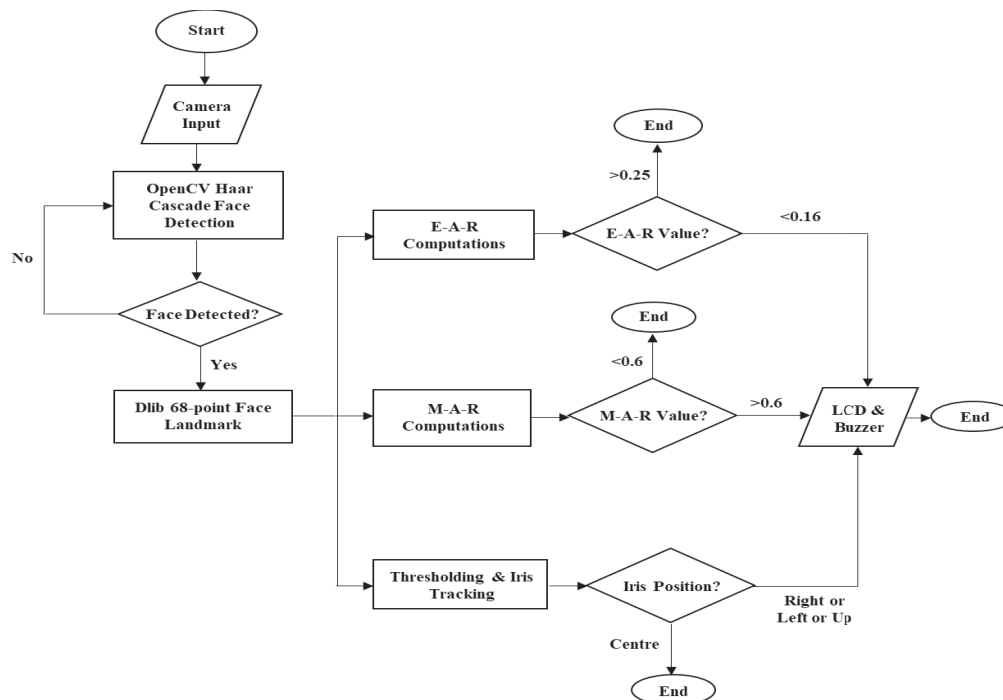 Start
Camera
Input
OpenCV Haar
Cascade Face
Detection
No
Face Detected?
Yes
Dlib 68-point Face
Landmark
E-A-R
Computations
E-A-R Value?
>0.25
End
<0.16
M-A-R
Computations
M-A-R Value?
<0.6
End
>0.6
Thresholding & Iris
Tracking
Iris Position?
Centre
End
Right or
Left or Up
LCD &
Buzzer
End